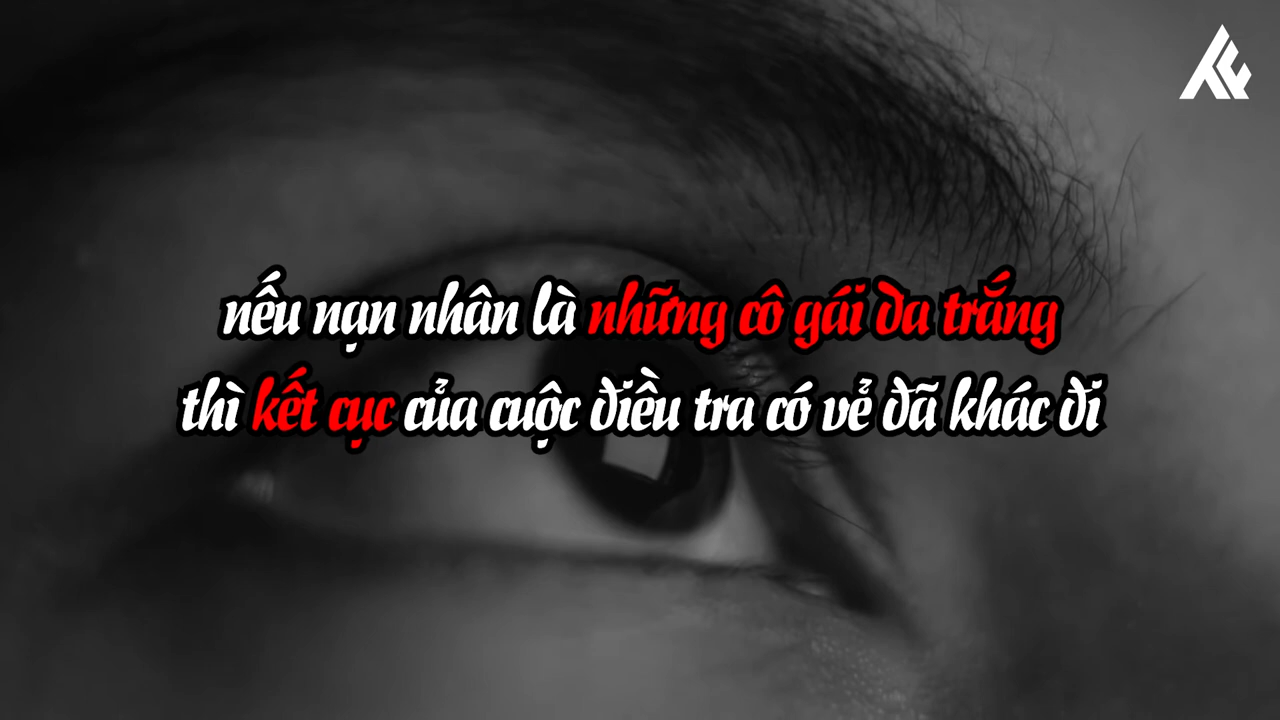 nếu nạn nhân là những cô gái da trắng
thì kết cục của cuộc điều tra có vẻ đã khác đi